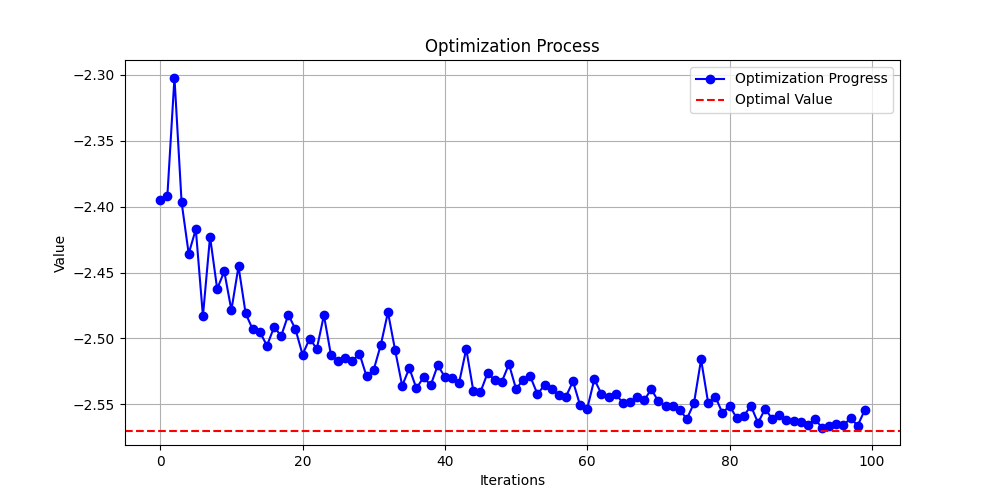 Optimization Process
Optimization Progress
Optimal Value
Value
−2.30
−2.35
−2.40
−2.45
−2.50
−2.55
0 20 40 60 80 100
Iterations